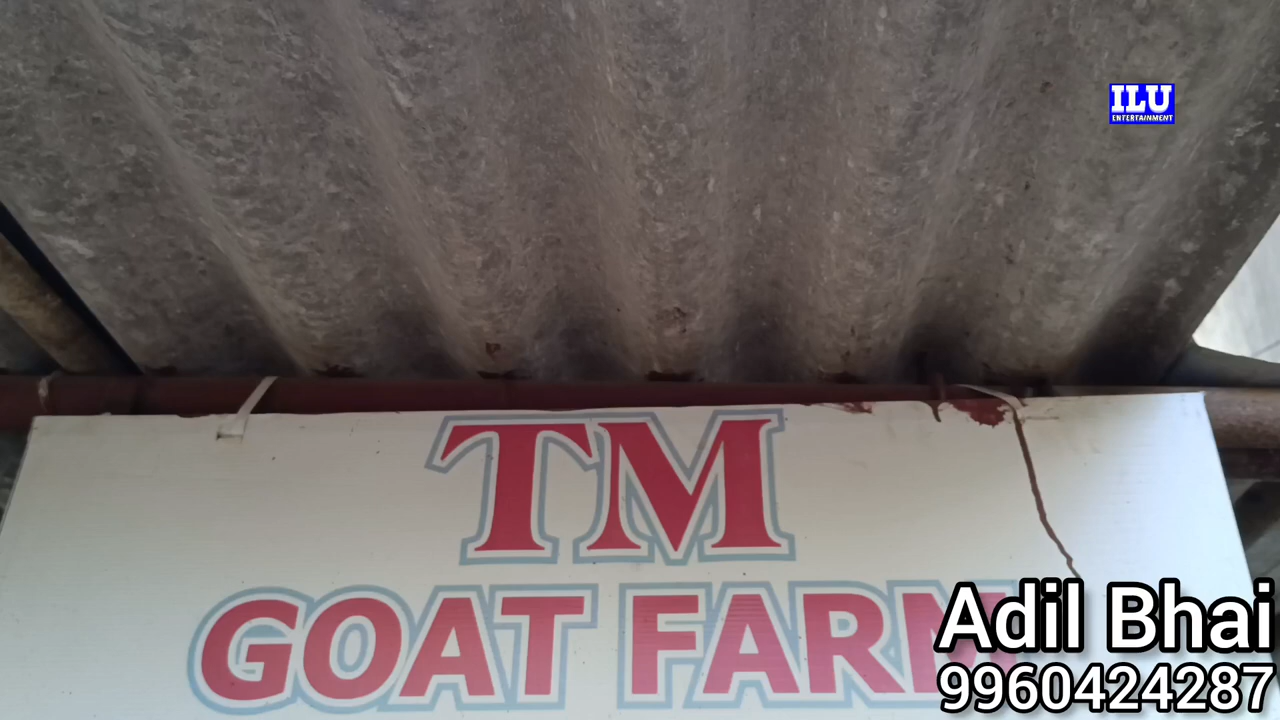 ILU
ENTERTAINMENT
TM
GOAT FARM
Adil Bhai
9960424287